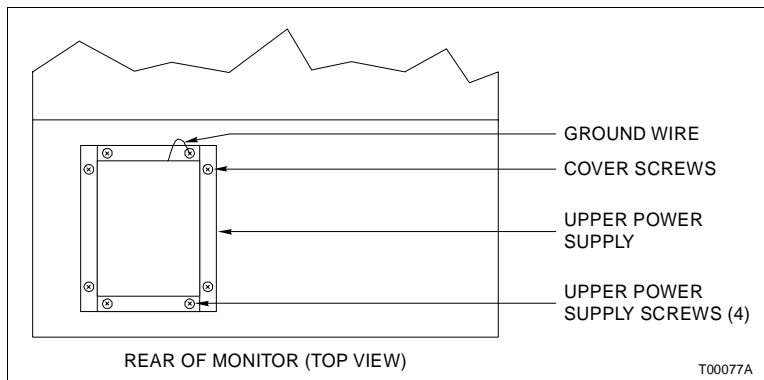 GROUND WIRE
COVER SCREWS
UPPER POWER
SUPPLY
UPPER POWER
SUPPLY SCREWS (4)
REAR OF MONITOR (TOP VIEW)
T00077A